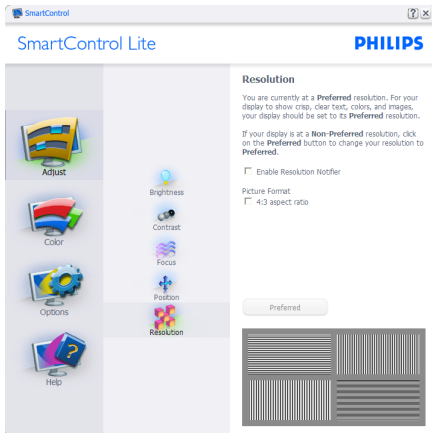 SmartControl
SmartControl Lite
PHILIPS
Adjust
Color
Options
Help
Brightness
Contrast
Focus
Position
Resolution
Resolution
You are currently at a Preferred resolution. For your
display to show crisp, clear text, colors, and images,
your display should be set to its Preferred resolution.
If your display is at a Non-Preferred resolution, click
on the Preferred button to change your resolution to
Preferred.
Enable Resolution Notifier
Picture Format
4:3 aspect ratio
Preferred